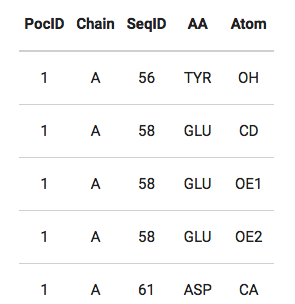 PocID Chain SeqID AA Atom
1 A 56 TYR OH
1 A 58 GLU CD
1 A 58 GLU OE1
1 A 58 GLU OE2
1 A 61 ASP CA